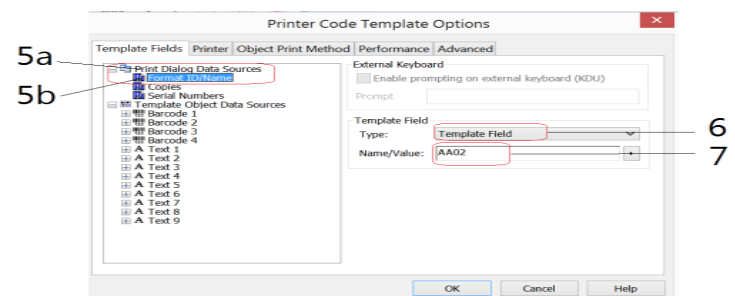 Printer Code Template Options
×
Template Fields Printer Object Print Method Performance Advanced
5a
5b
Print Dialog Data Sources
Format ID/Name
Copies
Serial Numbers
Template Object Data Sources
Barcode 1
Barcode 2
Barcode 3
Barcode 4
A Text 1
A Text 2
A Text 3
A Text 4
A Text 5
A Text 6
A Text 7
A Text 8
A Text 9
External Keyboard
Enable prompting on external keyboard (KDU)
Prompt
Template Field
Type: Template Field
6
Name/Value: AA02
7
OK Cancel Help